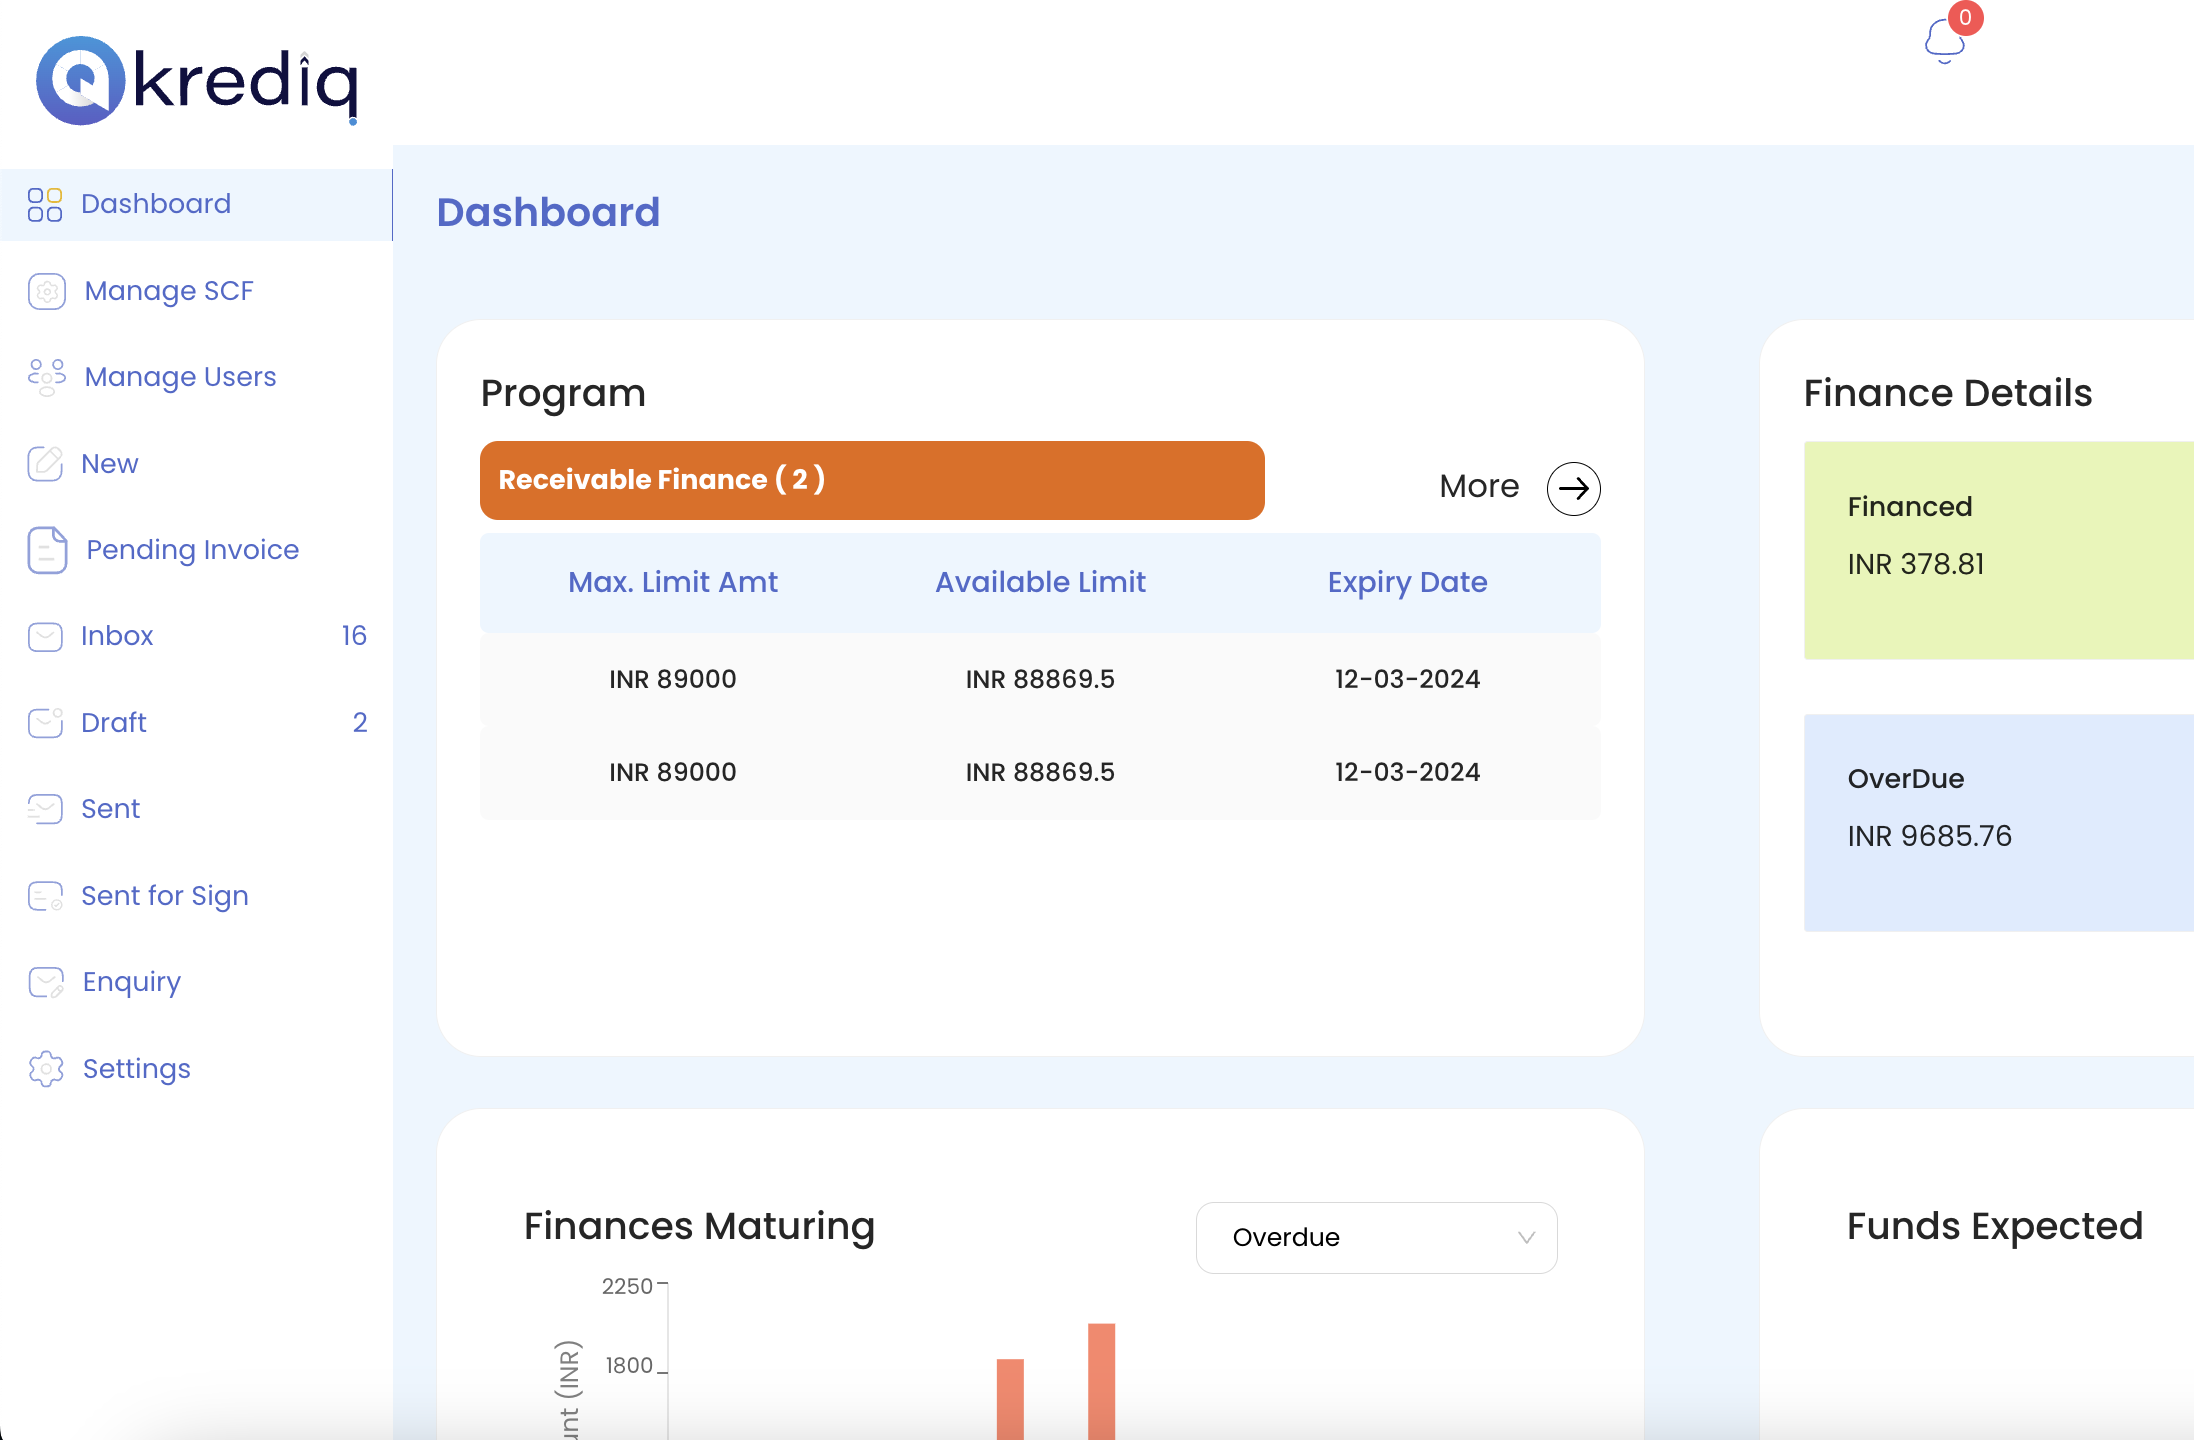 0
krediq
Dashboard
Manage SCF
Manage Users
New
Pending Invoice
Inbox 16
Draft 2
Sent
Sent for Sign
Enquiry
Settings
Dashboard
Program
Receivable Finance ( 2 )
More
Max. Limit Amt Available Limit Expiry Date
INR 89000 INR 88869.5 12-03-2024
INR 89000 INR 88869.5 12-03-2024
Finance Details
Financed
INR 378.81
OverDue
INR 9685.76
Finances Maturing
Overdue
2250
1800
unt (INR)
Funds Expected